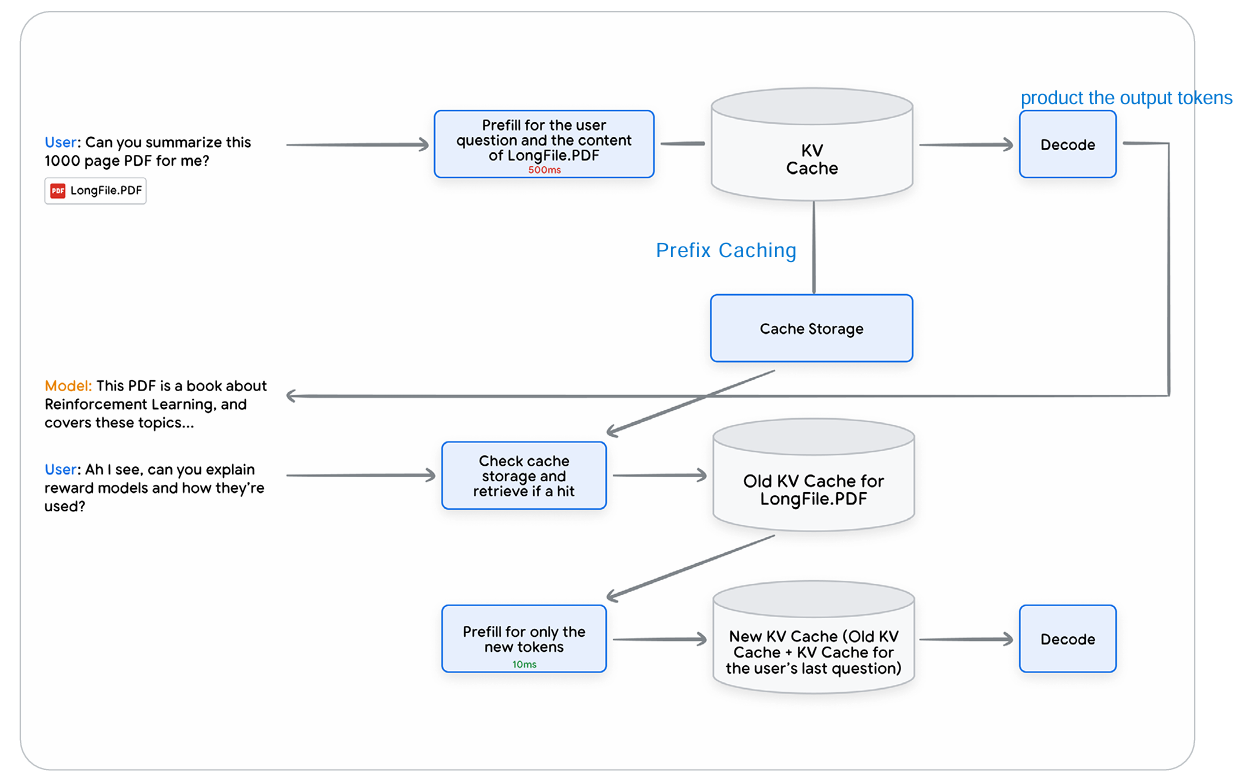 product the output tokens
User: Can you summarize this
1000 page PDF for me?
PDF LongFile.PDF
Prefill for the user
question and the content
of LongFile.PDF
500ms
KV
Cache
Decode
Prefix Caching
Cache Storage
Model: This PDF is a book about
Reinforcement Learning, and
covers these topics...
User: Ah I see, can you explain
reward models and how they're
used?
Check cache
storage and
retrieve if a hit
Old KV Cache for
LongFile.PDF
Prefill for only the
new tokens
10ms
New KV Cache (Old KV
Cache + KV Cache for
the user's last question)
Decode